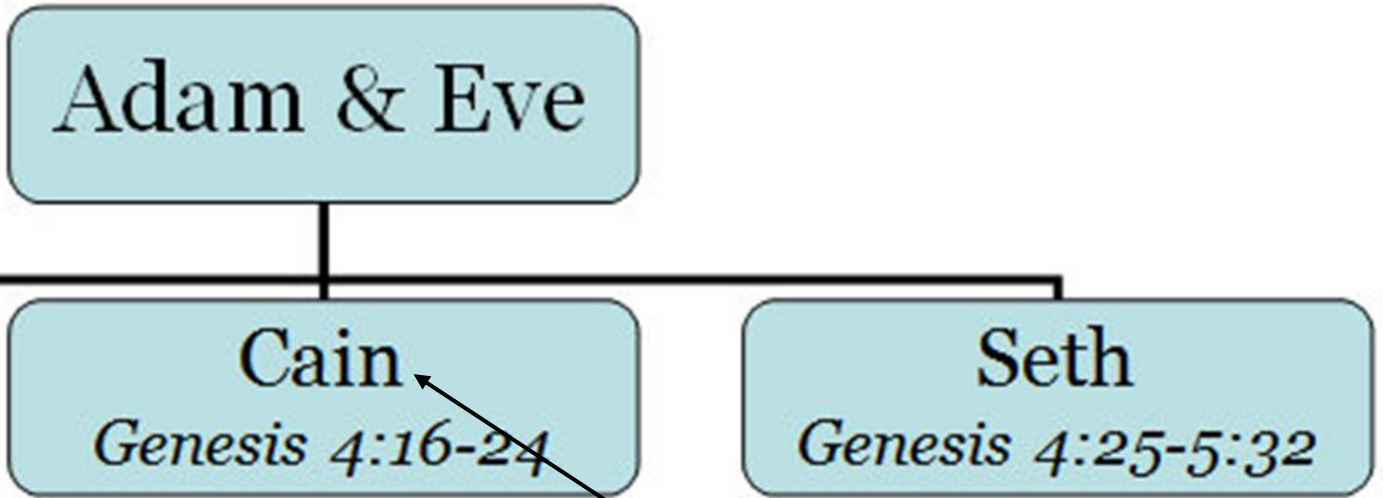 Adam & Eve
Cain
Genesis 4:16-24
Seth
Genesis 4:25-5:32